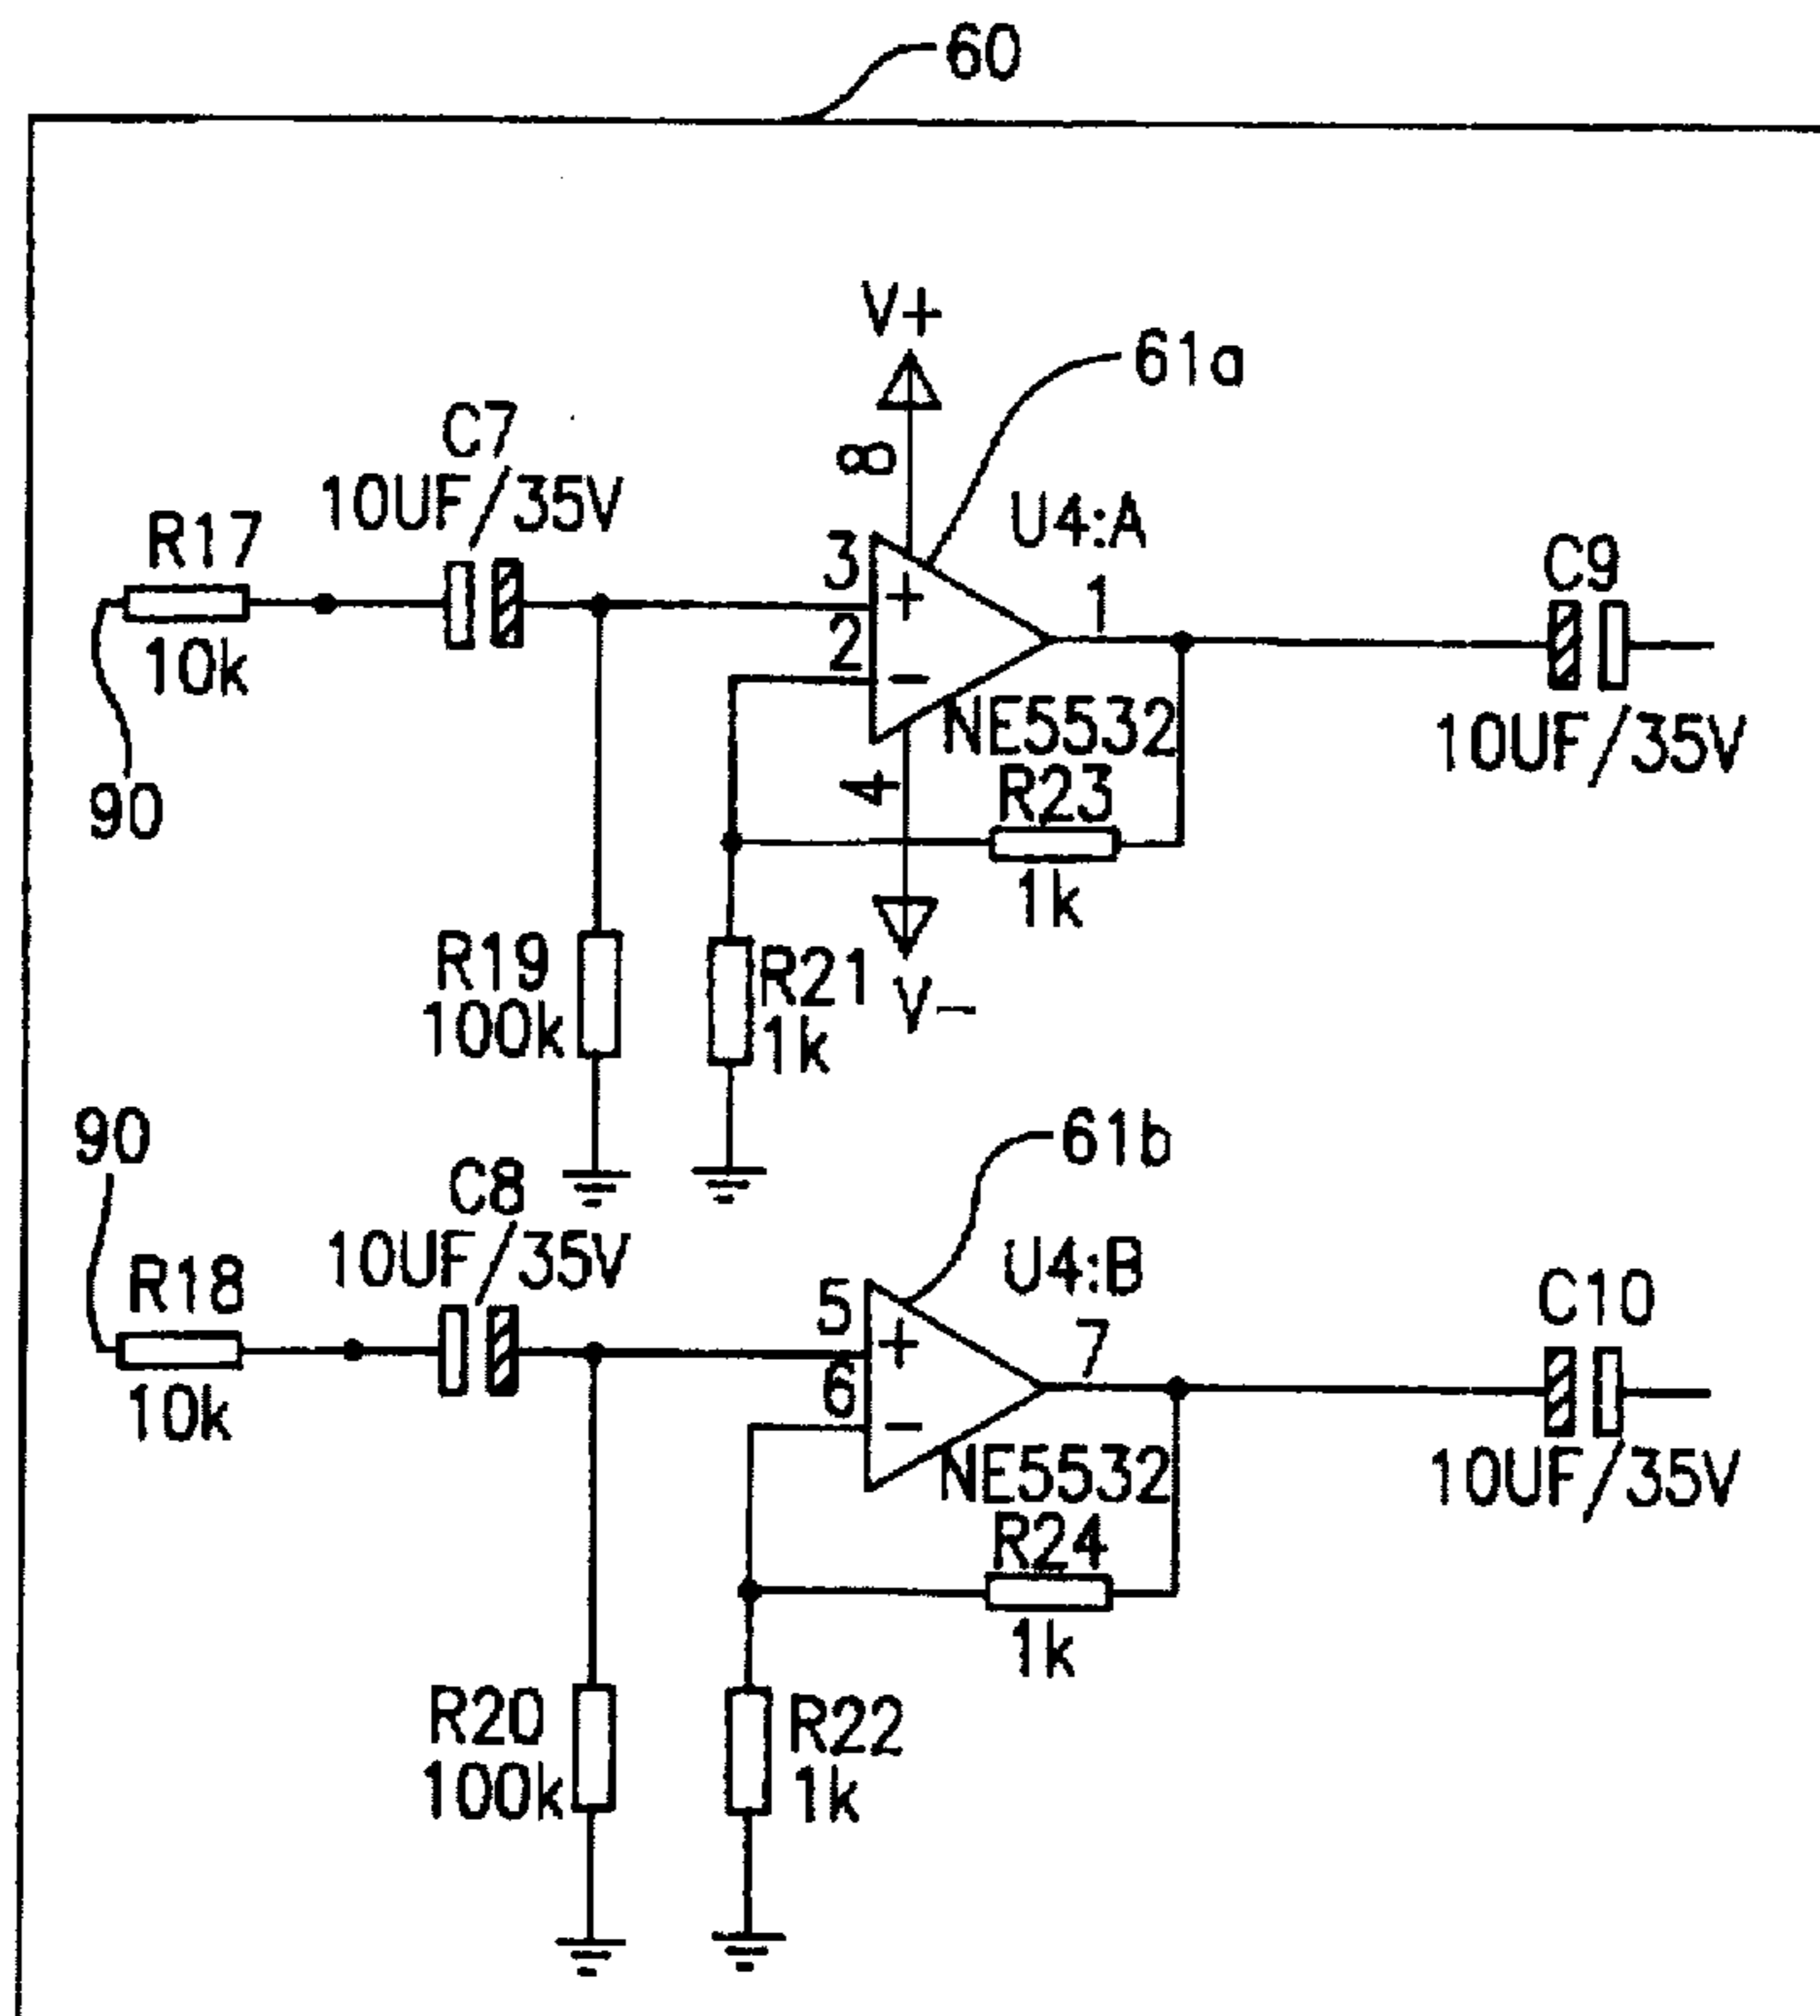 60
V+
61a
C7
10UF/35V
8
U4:A
R17
3
+
1
C9
10k
2
-
NE5532
10UF/35V
90
4
R23
1k
R19
100k
R21
1k
V-
90
61b
C8
10UF/35V
U4:B
R18
5
+
7
C10
10k
6
-
NE5532
10UF/35V
R24
1k
R20
100k
R22
1k